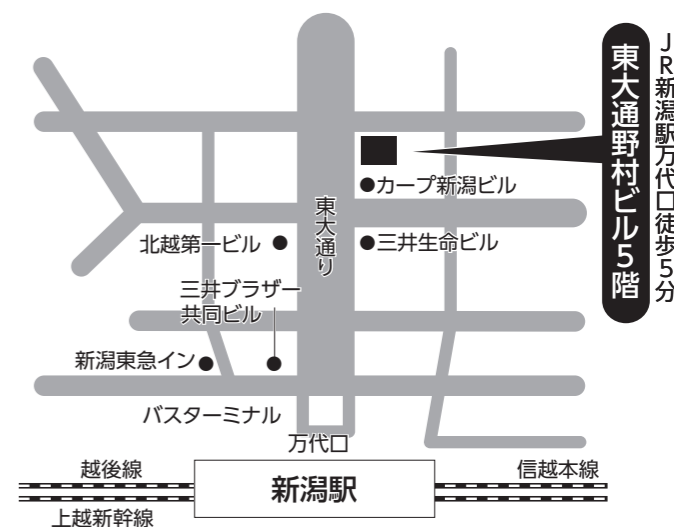 JR新潟駅万代口徒歩5分
東大通野村ビル5階
カープ新潟ビル
東大通り
北越第一ビル
三井生命ビル
三井ブラザー
共同ビル
新潟東急イン
バスターミナル
万代口
越後線
新潟駅
信越本線
上越新幹線